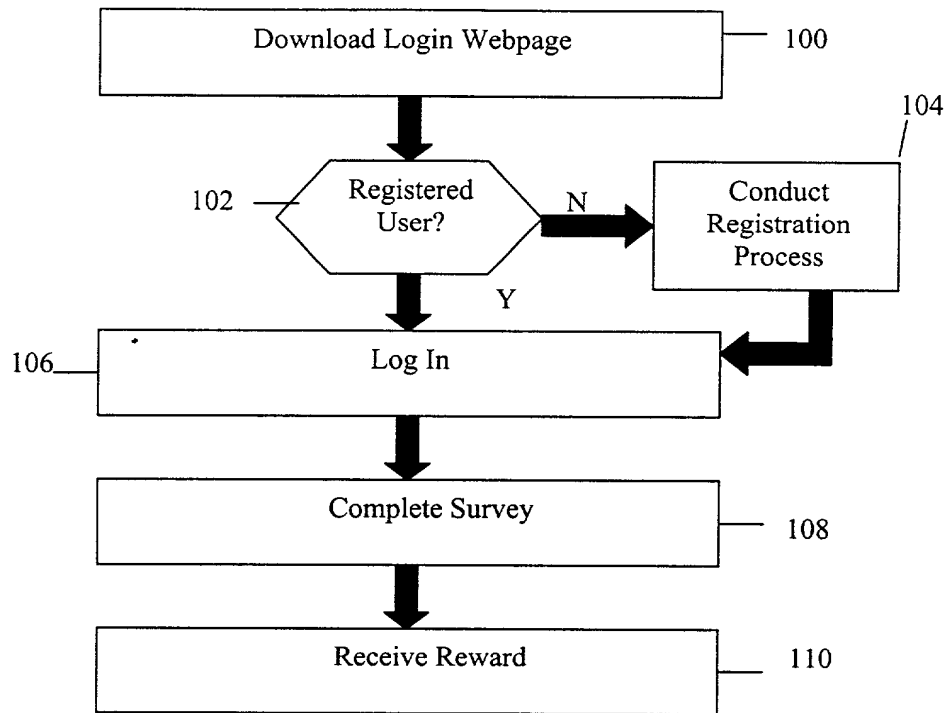 Download Login Webpage
100
104
102
Registered
User?
N
Conduct
Registration
Process
Y
106
Log In
Complete Survey
108
Receive Reward
110